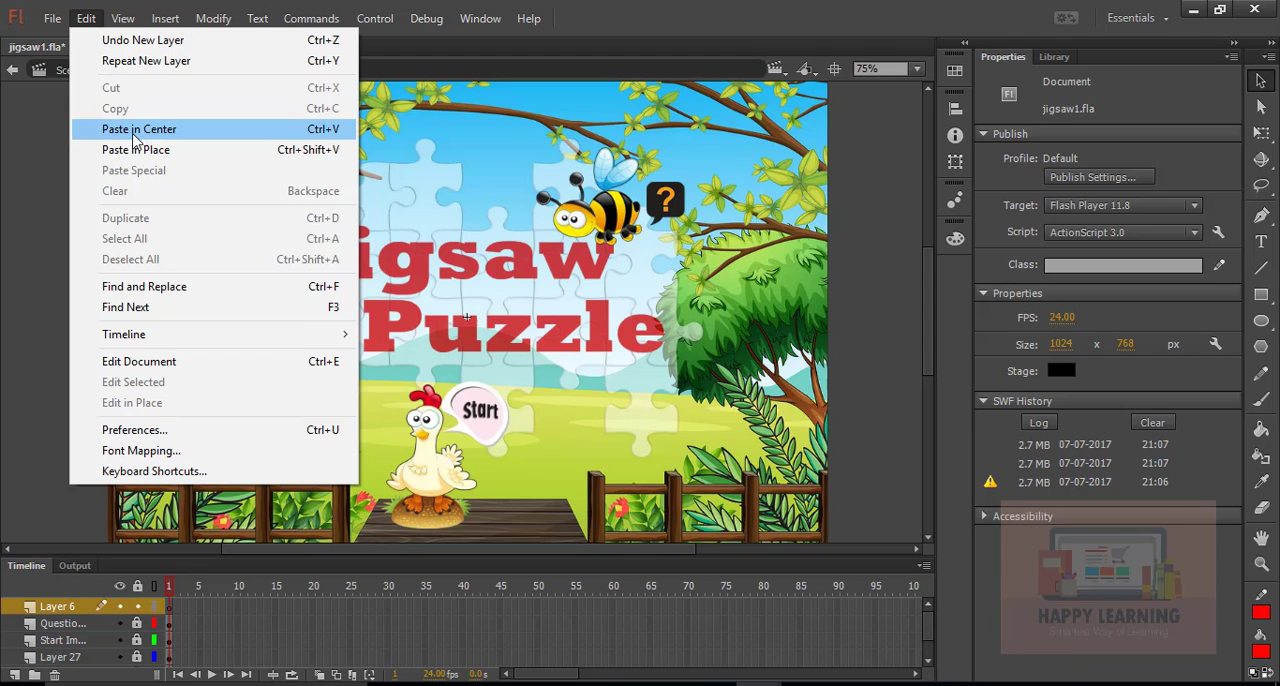 Fl File Edit View Insert Modify Text Commands Control Debug Window Help Essentials
jigsaw1.fla*
75%
Undo New Layer Ctrl+Z
Repeat New Layer Ctrl+Y
Cut Ctrl+X
Copy Ctrl+C
Paste in Center Ctrl+V
Paste in Place Ctrl+Shift+V
Paste Special
Clear Backspace
Duplicate Ctrl+D
Select All Ctrl+A
Deselect All Ctrl+Shift+A
Find and Replace Ctrl+F
Find Next F3
Timeline
Edit Document Ctrl+E
Edit Selected
Edit in Place
Preferences... Ctrl+U
Font Mapping...
Keyboard Shortcuts...
?
igsaw
Puzzle
Start
Properties Library
Document
Fl
jigsaw1.fla
Publish
Profile: Default
Publish Settings...
Target: Flash Player 11.8
Script: ActionScript 3.0
Class:
Properties
FPS: 24.00
Size: 1024 x 768 px
Stage:
SWF History
Log Clear
2.7 MB 07-07-2017 21:07
2.7 MB 07-07-2017 21:07
2.7 MB 07-07-2017 21:06
Accessibility
HAPPY LEARNING
Timeline Output
1 5 10 15 20 25 30 35 40 45 50 55 60 65 70 75 80 85 90 95 10
Layer 6
Questio...
Start Im...
Layer 27
1 24.00 fps 0.0 s